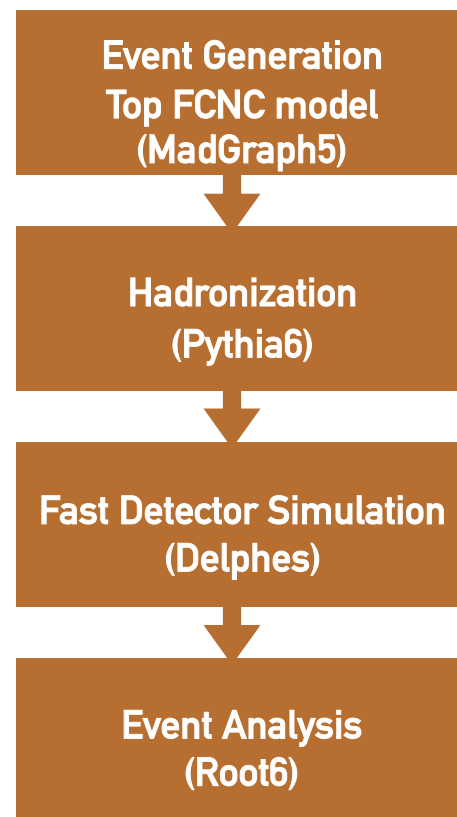 Event Generation
Top FCNC model
(MadGraph5)
Hadronization
(Pythia6)
Fast Detector Simulation
(Delphes)
Event Analysis
(Root6)